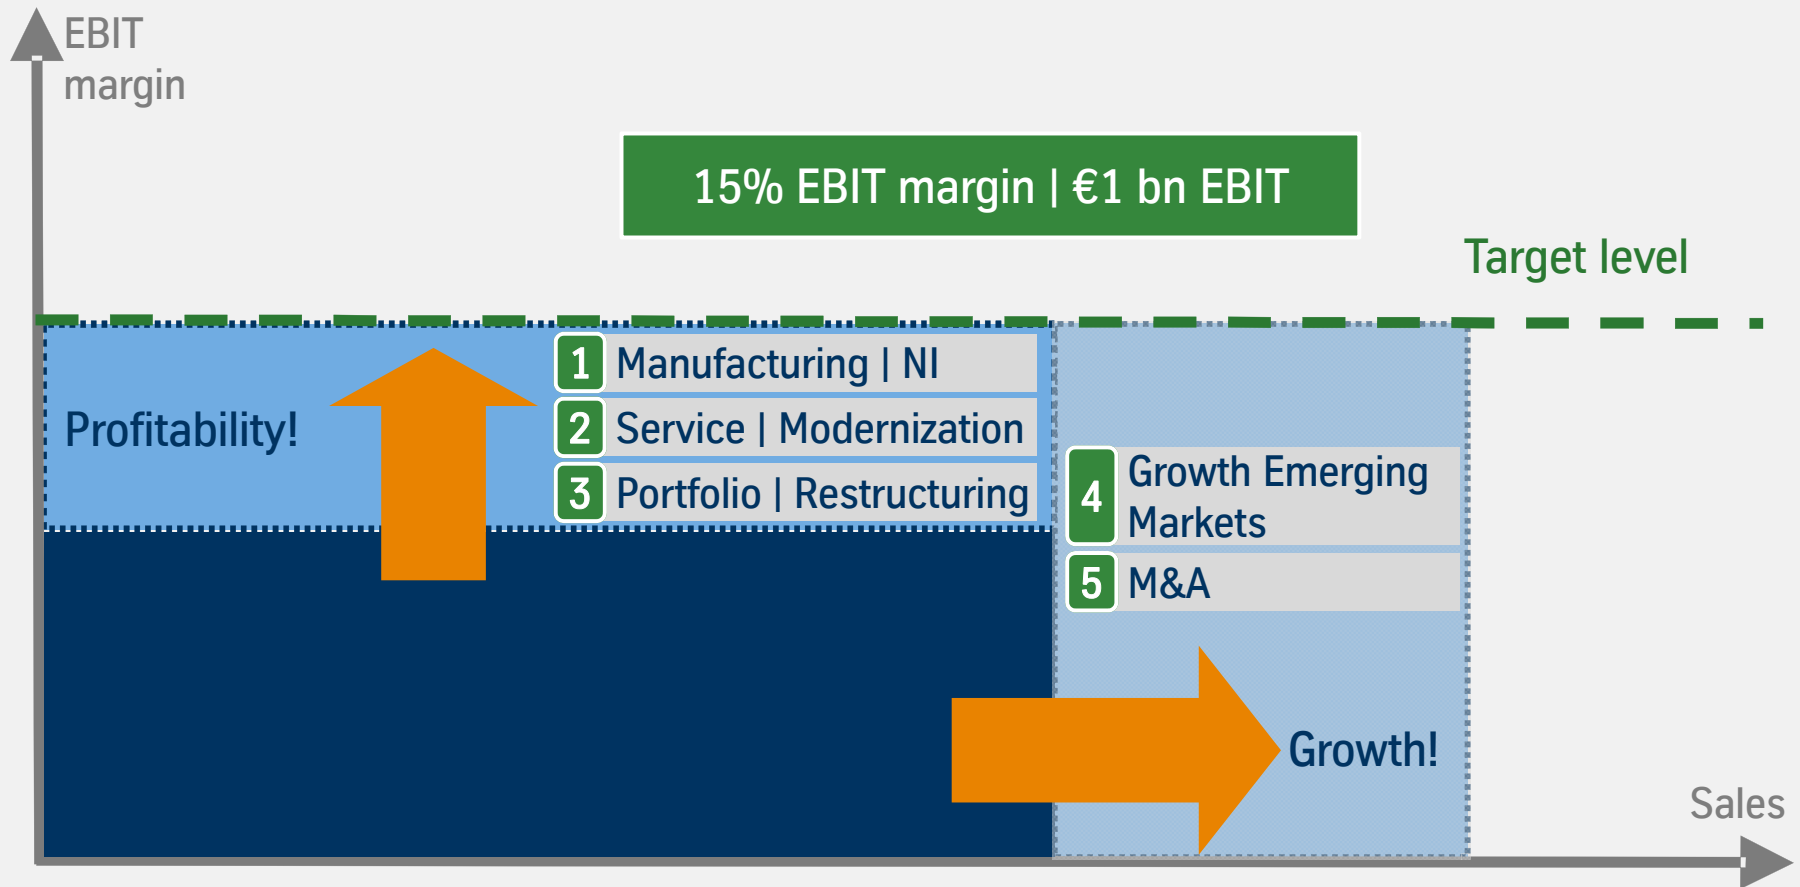 EBIT
margin
15% EBIT margin | €1 bn EBIT
Target level
Profitability!
1 Manufacturing | NI
2 Service | Modernization
3 Portfolio | Restructuring
4 Growth Emerging
Markets
5 M&A
Growth!
Sales